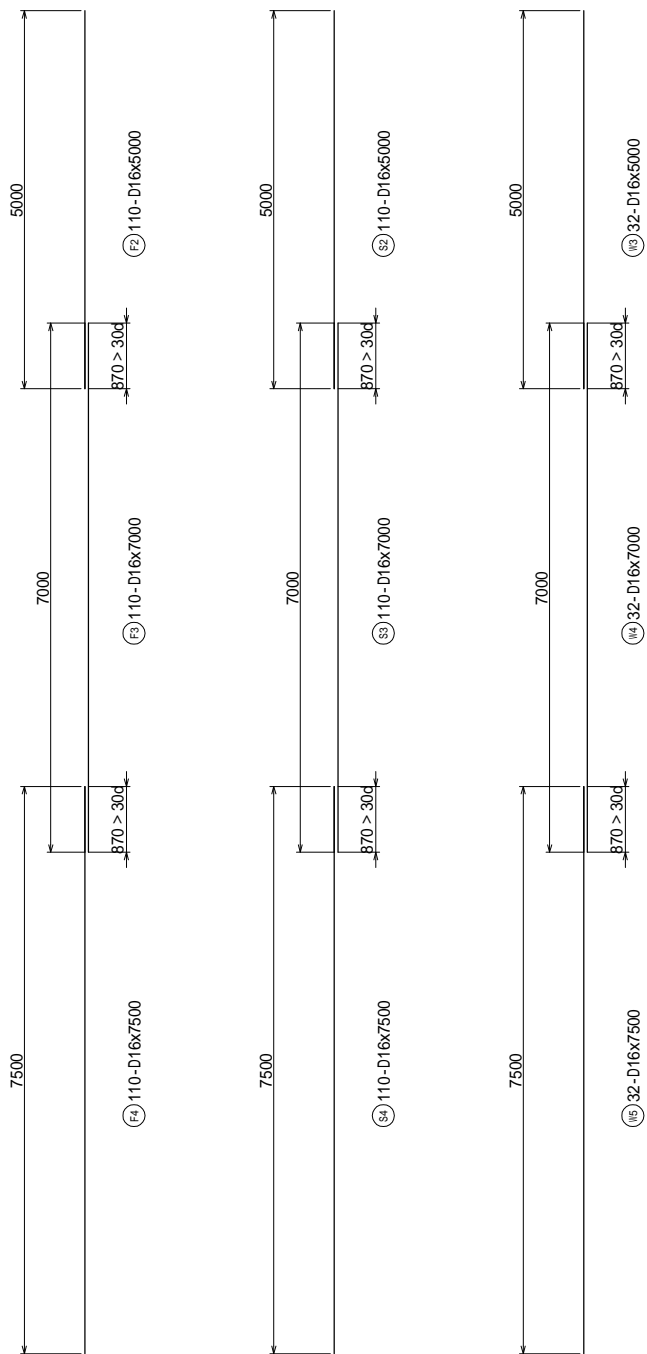 5000
F2 110-D16x5000
870 > 30d
7000
F3 110-D16x7000
870 > 30d
7500
F4 110-D16x7500
5000
S2 110-D16x5000
870 > 30d
7000
S3 110-D16x7000
870 > 30d
7500
S4 110-D16x7500
5000
W3 32-D16x5000
870 > 30d
7000
W4 32-D16x7000
870 > 30d
7500
W5 32-D16x7500